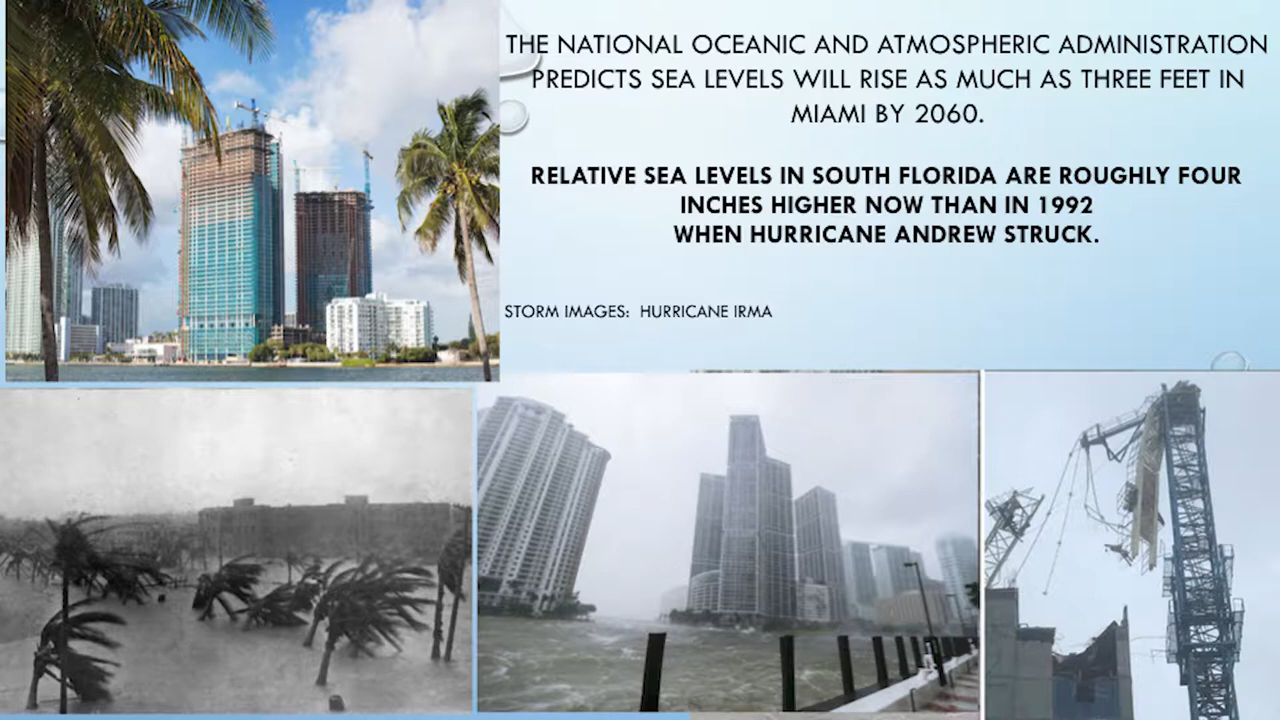 THE NATIONAL OCEANIC AND ATMOSPHERIC ADMINISTRATION
PREDICTS SEA LEVELS WILL RISE AS MUCH AS THREE FEET IN
MIAMI BY 2060.
RELATIVE SEA LEVELS IN SOUTH FLORIDA ARE ROUGHLY FOUR
INCHES HIGHER NOW THAN IN 1992
WHEN HURRICANE ANDREW STRUCK.
STORM IMAGES: HURRICANE IRMA